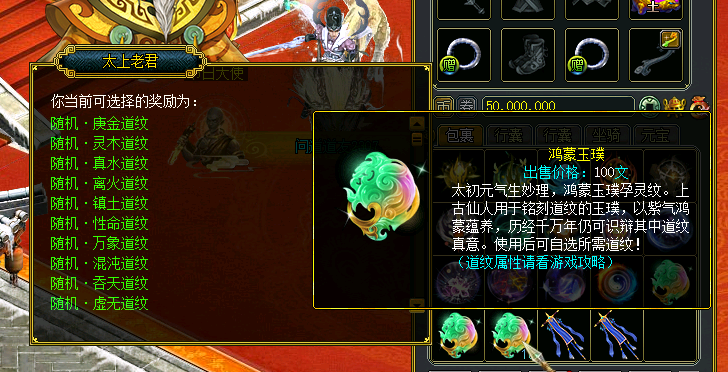 太上老君
你当前可选择的奖励为：
随机·庚金道纹
随机·灵木道纹
随机·真水道纹
随机·离火道纹
随机·镇土道纹
随机·性命道纹
随机·万象道纹
随机·混沌道纹
随机·吞天道纹
随机·虚无道纹
土
赠
赠
币
券
50,000,000
包裹
行囊
行囊
坐骑
元宝
鸿蒙玉璞
出售价格：100文
太初元气生妙理，鸿蒙玉璞孕灵纹。上
古仙人用于铭刻道纹的玉璞，以紫气鸿
蒙蕴养，历经千万年仍可识辩其中道纹
真意。使用后可自选所需道纹！
（道纹属性请看游戏攻略）